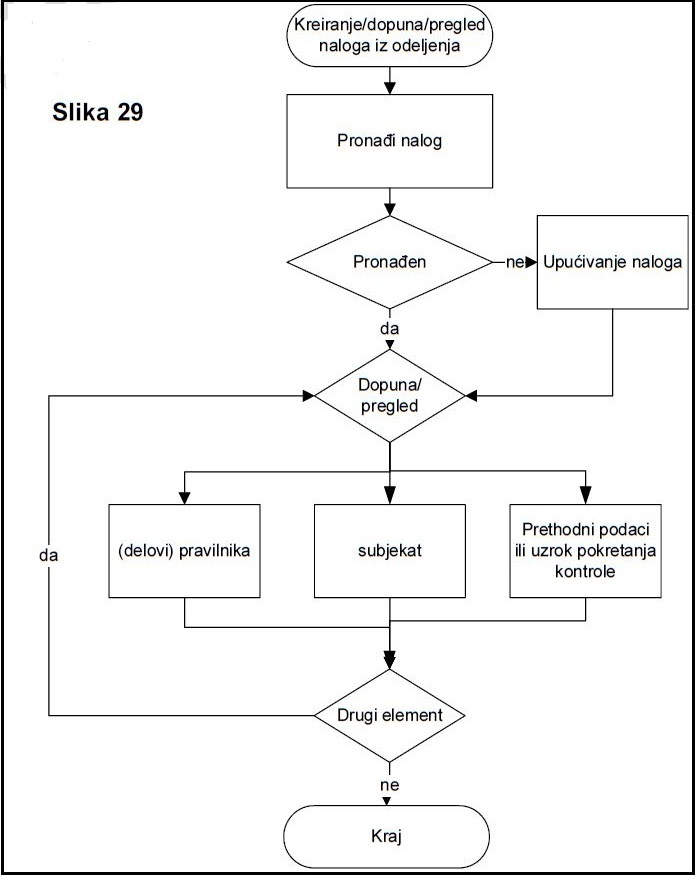 Kreiranje/dopuna/pregled
naloga iz odeljenja
Slika 29
Pronađi nalog
Pronađen
ne
Upućivanje naloga
da
Dopuna/
pregled
(delovi) pravilnika
subjekat
Prethodni podaci
ili uzrok pokretanja
kontrole
da
Drugi element
ne
Kraj